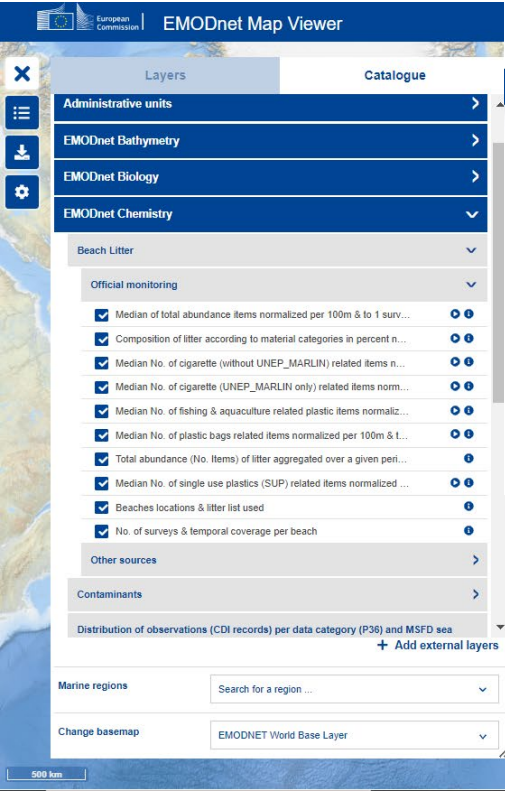 European
Commission
EMODnet Map Viewer
Layers
Catalogue
Administrative units
EMODnet Bathymetry
EMODnet Biology
EMODnet Chemistry
Beach Litter
Official monitoring
Median of total abundance items normalized per 100m & to 1 surv...
Composition of litter according to material categories in percent n...
Median No. of cigarette (without UNEP_MARLIN) related items n...
Median No. of cigarette (UNEP_MARLIN only) related items norm...
Median No. of fishing & aquaculture related plastic items normaliz...
Median No. of plastic bags related items normalized per 100m & t...
Total abundance (No. Items) of litter aggregated over a given peri...
Median No. of single use plastics (SUP) related items normalized ...
Beaches locations & litter list used
No. of surveys & temporal coverage per beach
Other sources
Contaminants
Distribution of observations (CDI records) per data category (P36) and MSFD sea
+ Add external layers
Marine regions
Search for a region ...
Change basemap
EMODNET World Base Layer
500 km